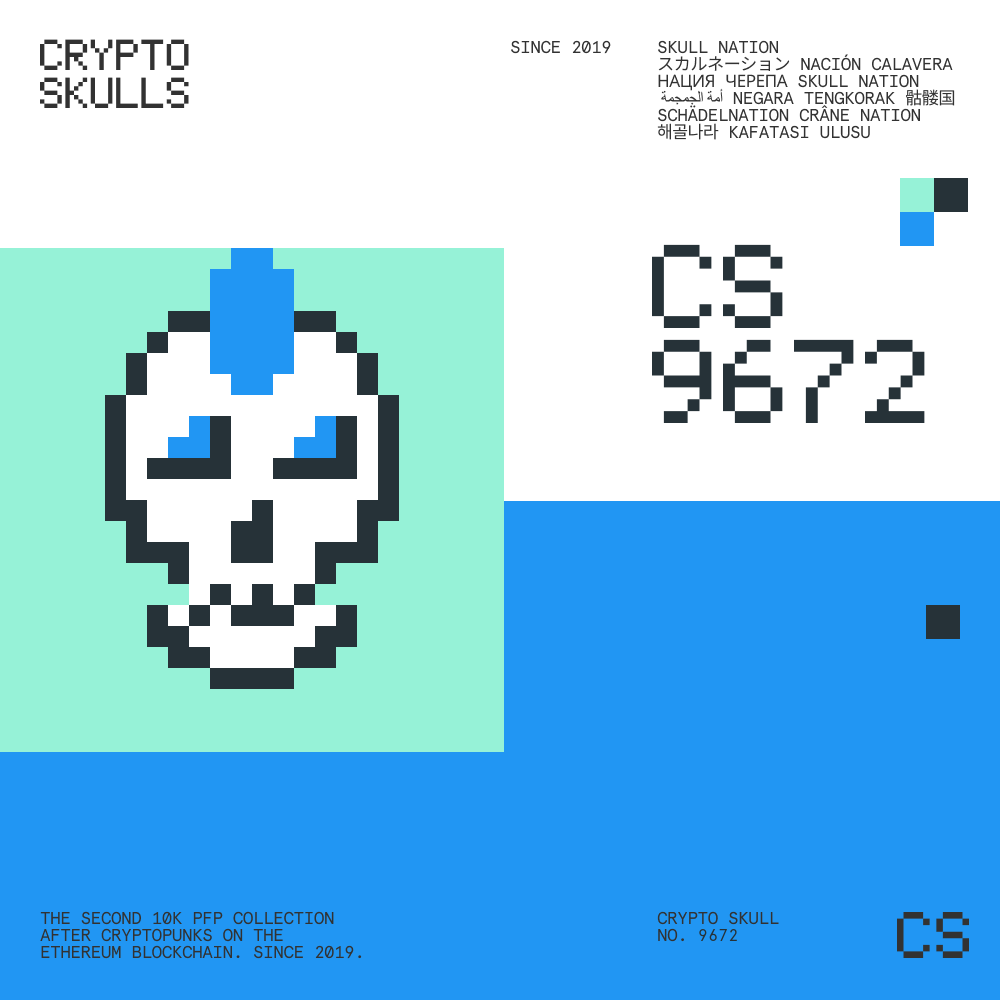 CRYPTO
SKULLS
SINCE 2019
SKULL NATION
スカルネーション NACIÓN CALAVERA
НАЦИЯ ЧЕРЕПА SKULL NATION
أمة الجمجمة NEGARA TENGKORAK 骷髅国
SCHÄDELNATION CRÂNE NATION
해골나라 KAFATASI ULUSU
CS
9672
THE SECOND 10K PFP COLLECTION
AFTER CRYPTOPUNKS ON THE
ETHEREUM BLOCKCHAIN. SINCE 2019.
CRYPTO SKULL
NO. 9672
CS